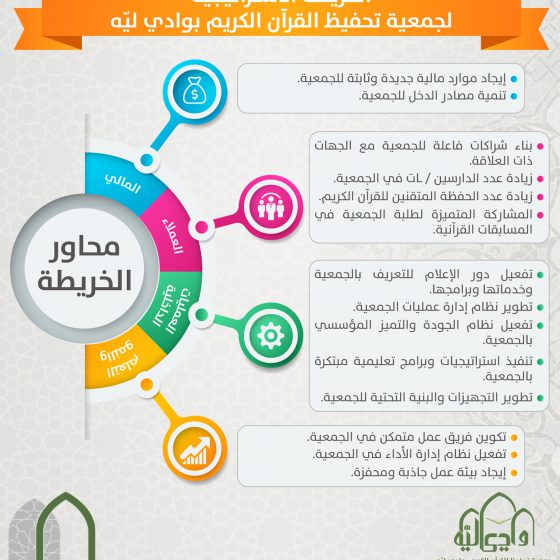 لجمعية تحفيظ القرآن الكريم بوادي ليّه
إيجاد موارد مالية جديدة وثابتة للجمعية.
تنمية مصادر الدخل للجمعية.
المالي
بناء شراكات فاعلة للجمعية مع الجهات
ذات العلاقة.
زيادة عدد الدارسين / ـات في الجمعية.
زيادة عدد الحفظة المتقنين للقرآن الكريم.
المشاركة المتميزة لطلبة الجمعية في
المسابقات القرآنية.
العملاء
محاور
الخريطة
تفعيل دور الإعلام للتعريف بالجمعية
وخدماتها وبرامجها.
تطوير نظام إدارة عمليات الجمعية.
تفعيل نظام الجودة والتميز المؤسسي
بالجمعية.
تنفيذ استراتيجيات وبرامج تعليمية مبتكرة
بالجمعية.
تطوير التجهيزات والبنية التحتية للجمعية.
العمليات
الداخلية
التعلم
والنمو
تكوين فريق عمل متمكن في الجمعية.
تفعيل نظام إدارة الأداء في الجمعية.
إيجاد بيئة عمل جاذبة ومحفزة.
وادي ليّه